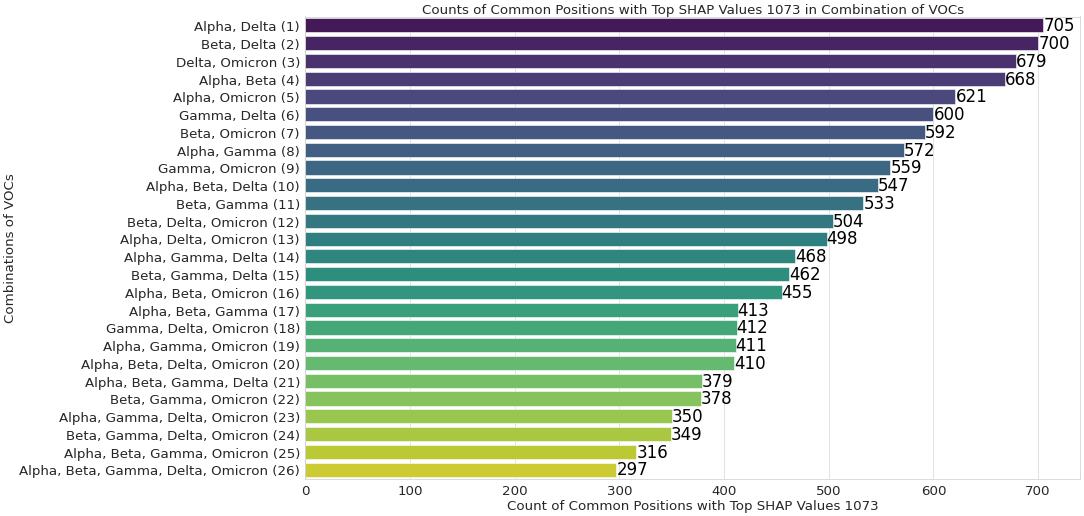 Counts of Common Positions with Top SHAP Values 1073 in Combination of VOCs
Combinations of VOCs
Alpha, Delta (1) 705
Beta, Delta (2) 700
Delta, Omicron (3) 679
Alpha, Beta (4) 668
Alpha, Omicron (5) 621
Gamma, Delta (6) 600
Beta, Omicron (7) 592
Alpha, Gamma (8) 572
Gamma, Omicron (9) 559
Alpha, Beta, Delta (10) 547
Beta, Gamma (11) 533
Beta, Delta, Omicron (12) 504
Alpha, Delta, Omicron (13) 498
Alpha, Gamma, Delta (14) 468
Beta, Gamma, Delta (15) 462
Alpha, Beta, Omicron (16) 455
Alpha, Beta, Gamma (17) 413
Gamma, Delta, Omicron (18) 412
Alpha, Gamma, Omicron (19) 411
Alpha, Beta, Delta, Omicron (20) 410
Alpha, Beta, Gamma, Delta (21) 379
Beta, Gamma, Omicron (22) 378
Alpha, Gamma, Delta, Omicron (23) 350
Beta, Gamma, Delta, Omicron (24) 349
Alpha, Beta, Gamma, Omicron (25) 316
Alpha, Beta, Gamma, Delta, Omicron (26) 297
0 100 200 300 400 500 600 700
Count of Common Positions with Top SHAP Values 1073